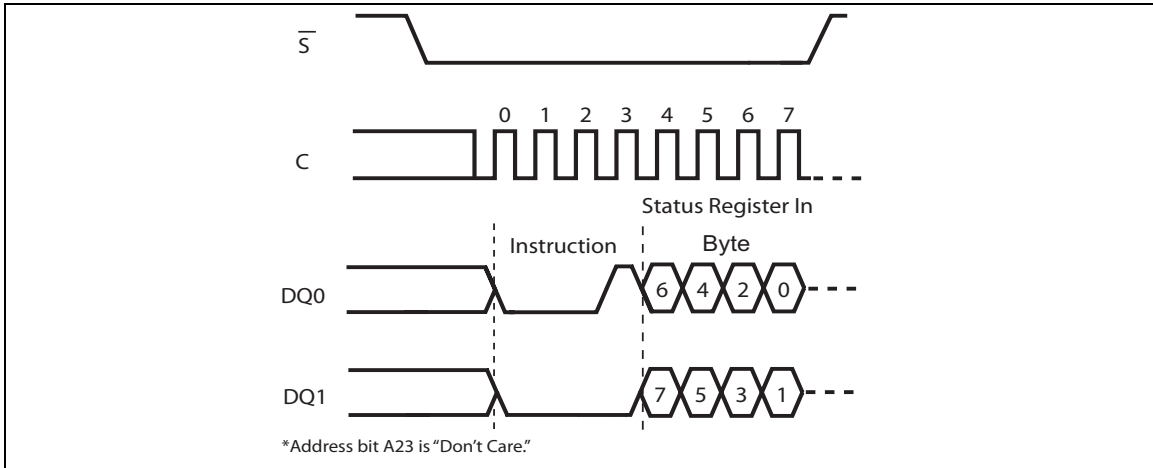 S
0 1 2 3 4 5 6 7
C
Status Register In
Instruction Byte
DQ0 6 4 2 0
DQ1 7 5 3 1
*Address bit A23 is “Don’t Care.”